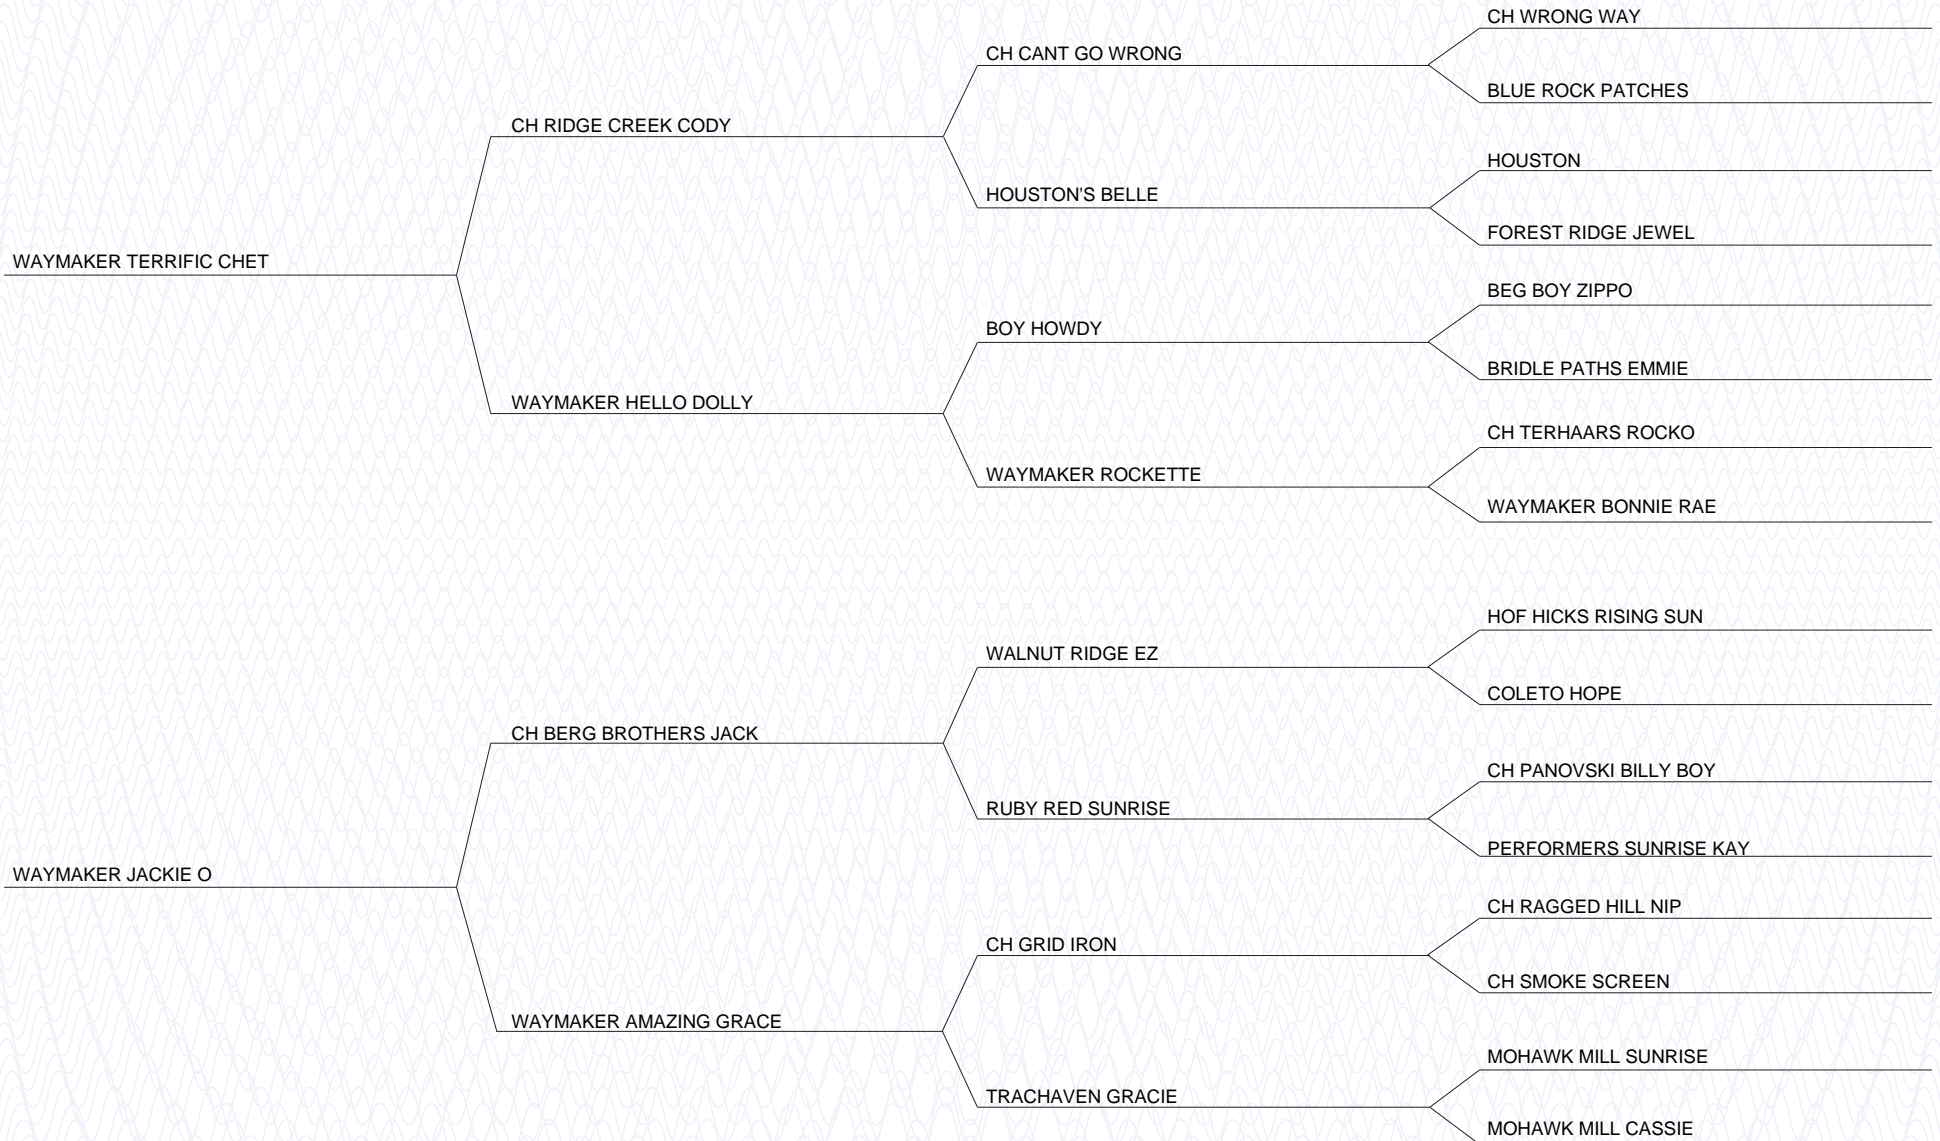 CH WRONG WAY
CH CANT GO WRONG
BLUE ROCK PATCHES
CH RIDGE CREEK CODY
HOUSTON
HOUSTON'S BELLE
FOREST RIDGE JEWEL
WAYMAKER TERRIFIC CHET
BEG BOY ZIPPO
BOY HOWDY
BRIDLE PATHS EMMIE
WAYMAKER HELLO DOLLY
CH TERHAARS ROCKO
WAYMAKER ROCKETTE
WAYMAKER BONNIE RAE
HOF HICKS RISING SUN
WALNUT RIDGE EZ
COLETO HOPE
CH BERG BROTHERS JACK
CH PANOVSKI BILLY BOY
RUBY RED SUNRISE
PERFORMERS SUNRISE KAY
WAYMAKER JACKIE O
CH RAGGED HILL NIP
CH GRID IRON
CH SMOKE SCREEN
WAYMAKER AMAZING GRACE
MOHAWK MILL SUNRISE
TRACHAVEN GRACIE
MOHAWK MILL CASSIE